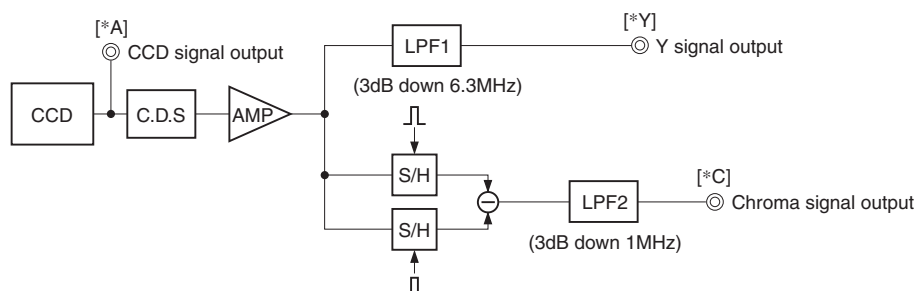 [*A]
CCD signal output
[*Y]
Y signal output
LPF1
(3dB down 6.3MHz)
CCD
C.D.S
AMP
S/H
S/H
LPF2
(3dB down 1MHz)
[*C]
Chroma signal output